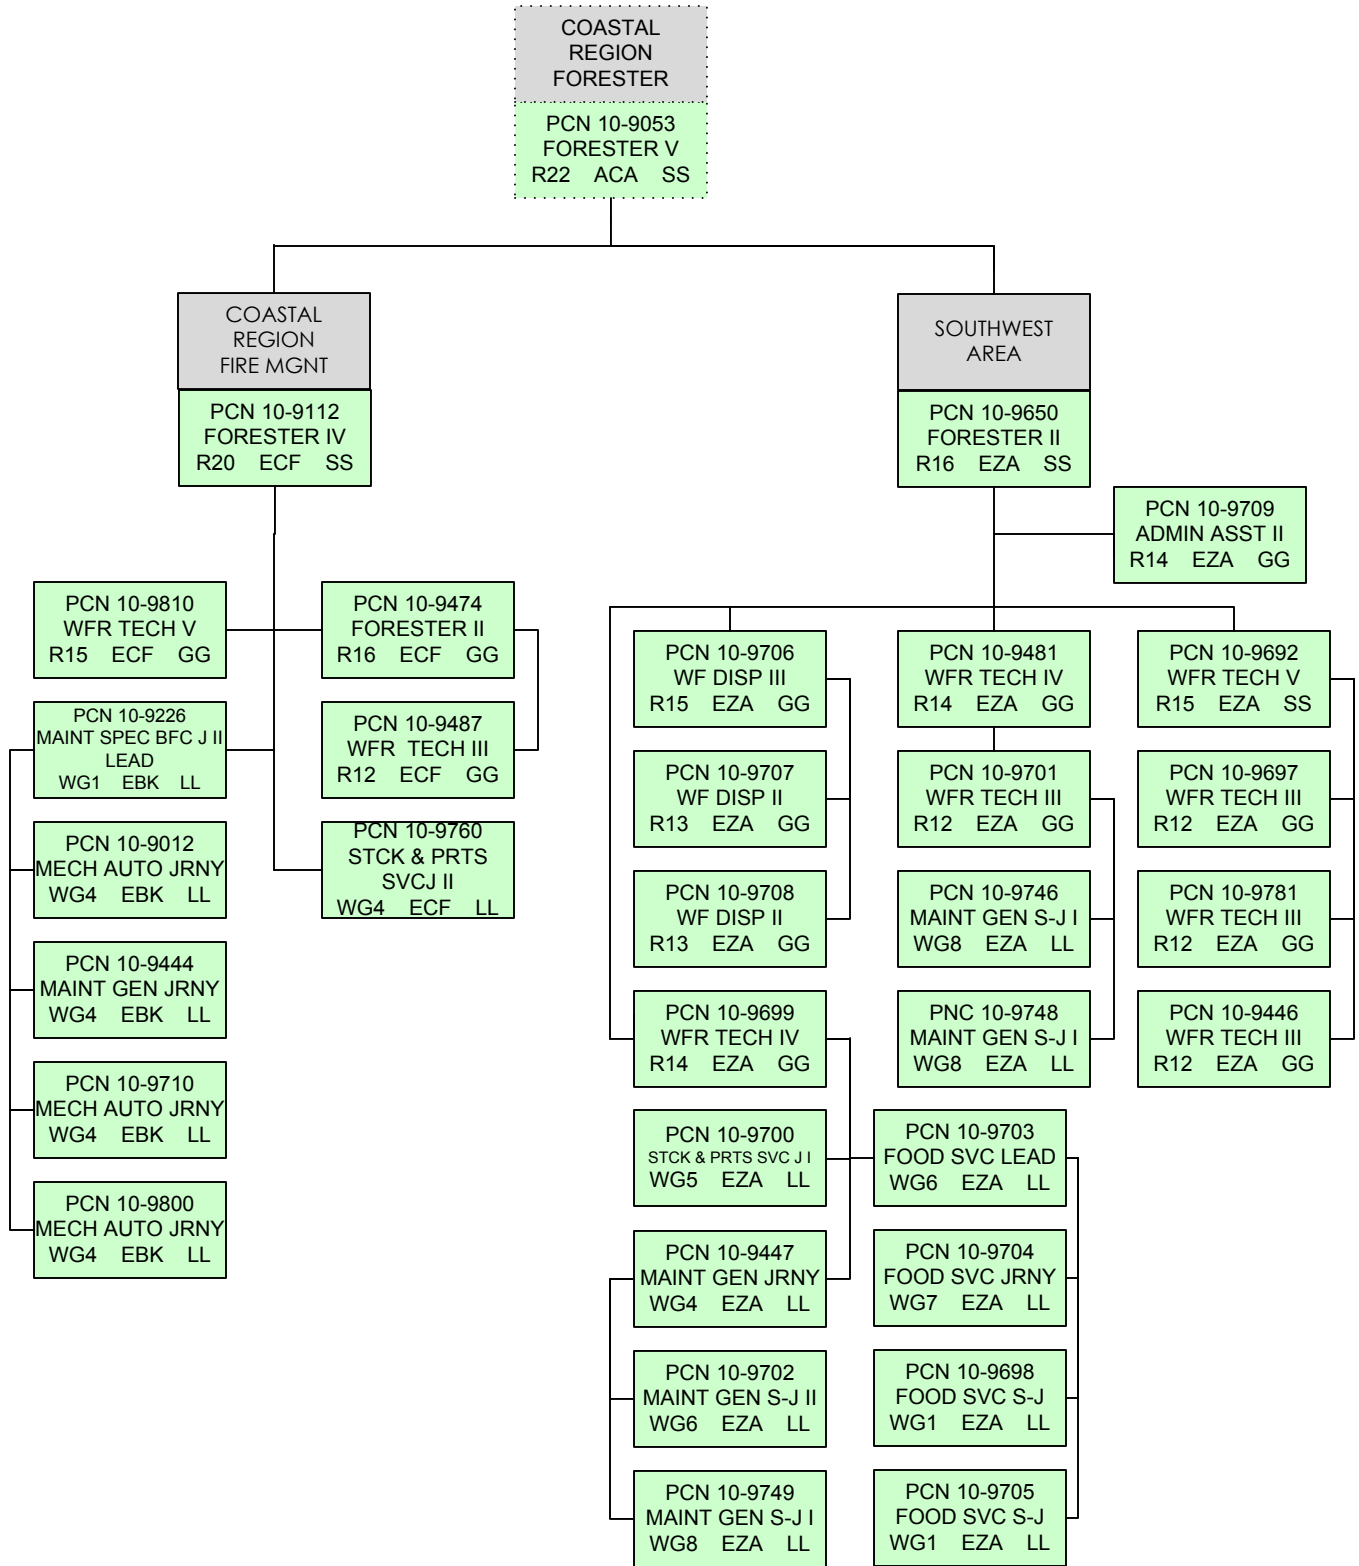 COASTAL
REGION
FORESTER
PCN 10-9053
FORESTER V
R22 ACA SS
COASTAL
REGION
FIRE MGNT
PCN 10-9112
FORESTER IV
R20 ECF SS
SOUTHWEST
AREA
PCN 10-9650
FORESTER II
R16 EZA SS
PCN 10-9709
ADMIN ASST II
R14 EZA GG
PCN 10-9810
WFR TECH V
R15 ECF GG
PCN 10-9474
FORESTER II
R16 ECF GG
PCN 10-9226
MAINT SPEC BFC J II
LEAD
WG1 EBK LL
PCN 10-9487
WFR TECH III
R12 ECF GG
PCN 10-9012
MECH AUTO JRNY
WG4 EBK LL
PCN 10-9760
STCK & PRTS
SVCJ II
WG4 ECF LL
PCN 10-9444
MAINT GEN JRNY
WG4 EBK LL
PCN 10-9710
MECH AUTO JRNY
WG4 EBK LL
PCN 10-9800
MECH AUTO JRNY
WG4 EBK LL
PCN 10-9706
WF DISP III
R15 EZA GG
PCN 10-9481
WFR TECH IV
R14 EZA GG
PCN 10-9692
WFR TECH V
R15 EZA SS
PCN 10-9707
WF DISP II
R13 EZA GG
PCN 10-9701
WFR TECH III
R12 EZA GG
PCN 10-9697
WFR TECH III
R12 EZA GG
PCN 10-9708
WF DISP II
R13 EZA GG
PCN 10-9746
MAINT GEN S-J I
WG8 EZA LL
PCN 10-9781
WFR TECH III
R12 EZA GG
PCN 10-9699
WFR TECH IV
R14 EZA GG
PNC 10-9748
MAINT GEN S-J I
WG8 EZA LL
PCN 10-9446
WFR TECH III
R12 EZA GG
PCN 10-9700
STCK & PRTS SVC J I
WG5 EZA LL
PCN 10-9703
FOOD SVC LEAD
WG6 EZA LL
PCN 10-9447
MAINT GEN JRNY
WG4 EZA LL
PCN 10-9704
FOOD SVC JRNY
WG7 EZA LL
PCN 10-9702
MAINT GEN S-J II
WG6 EZA LL
PCN 10-9698
FOOD SVC S-J
WG1 EZA LL
PCN 10-9749
MAINT GEN S-J I
WG8 EZA LL
PCN 10-9705
FOOD SVC S-J
WG1 EZA LL